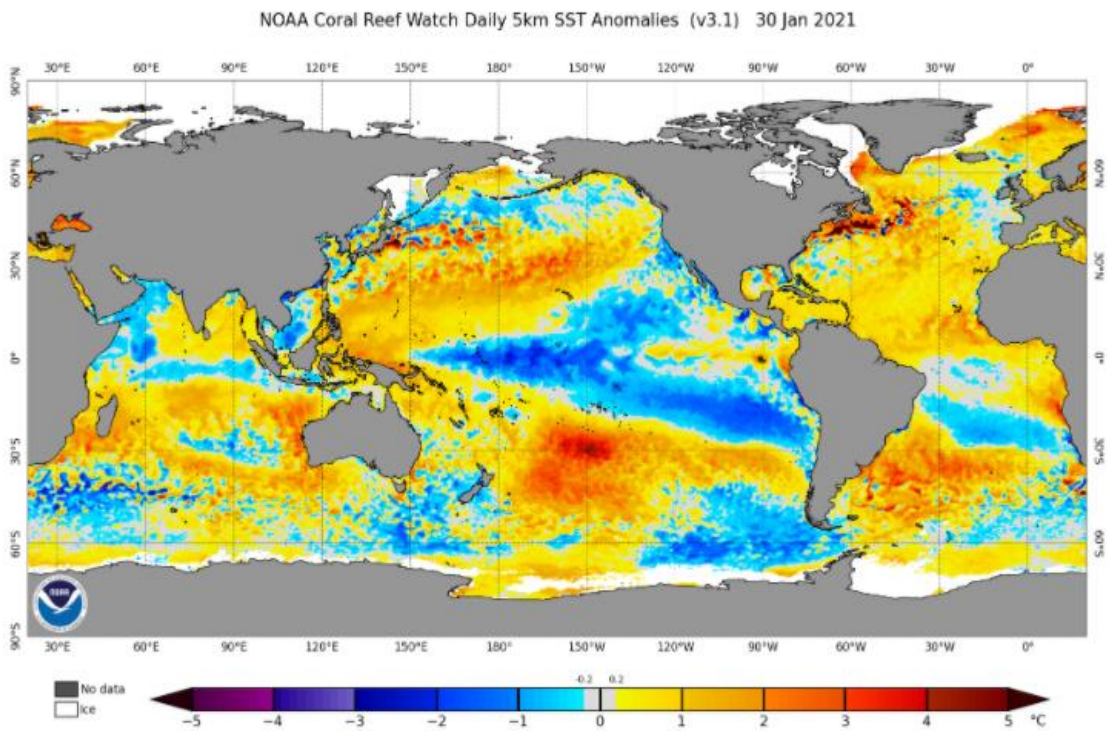 NOAA Coral Reef Watch Daily 5km SST Anomalies (v3.1) 30 Jan 2021
30°E 60°E 90°E 120°E 150°E 180° 150°W 120°W 90°W 60°W 30°W 0°
90°N 90°N
60°N 60°N
30°N 30°N
0° 0°
30°S 30°S
60°S 60°S
90°S 90°S
NOAA
30°E 60°E 90°E 120°E 150°E 180° 150°W 120°W 90°W 60°W 30°W 0°
No data
Ice
-0.2 0.2
−5 −4 −3 −2 −1 0 1 2 3 4 5 °C